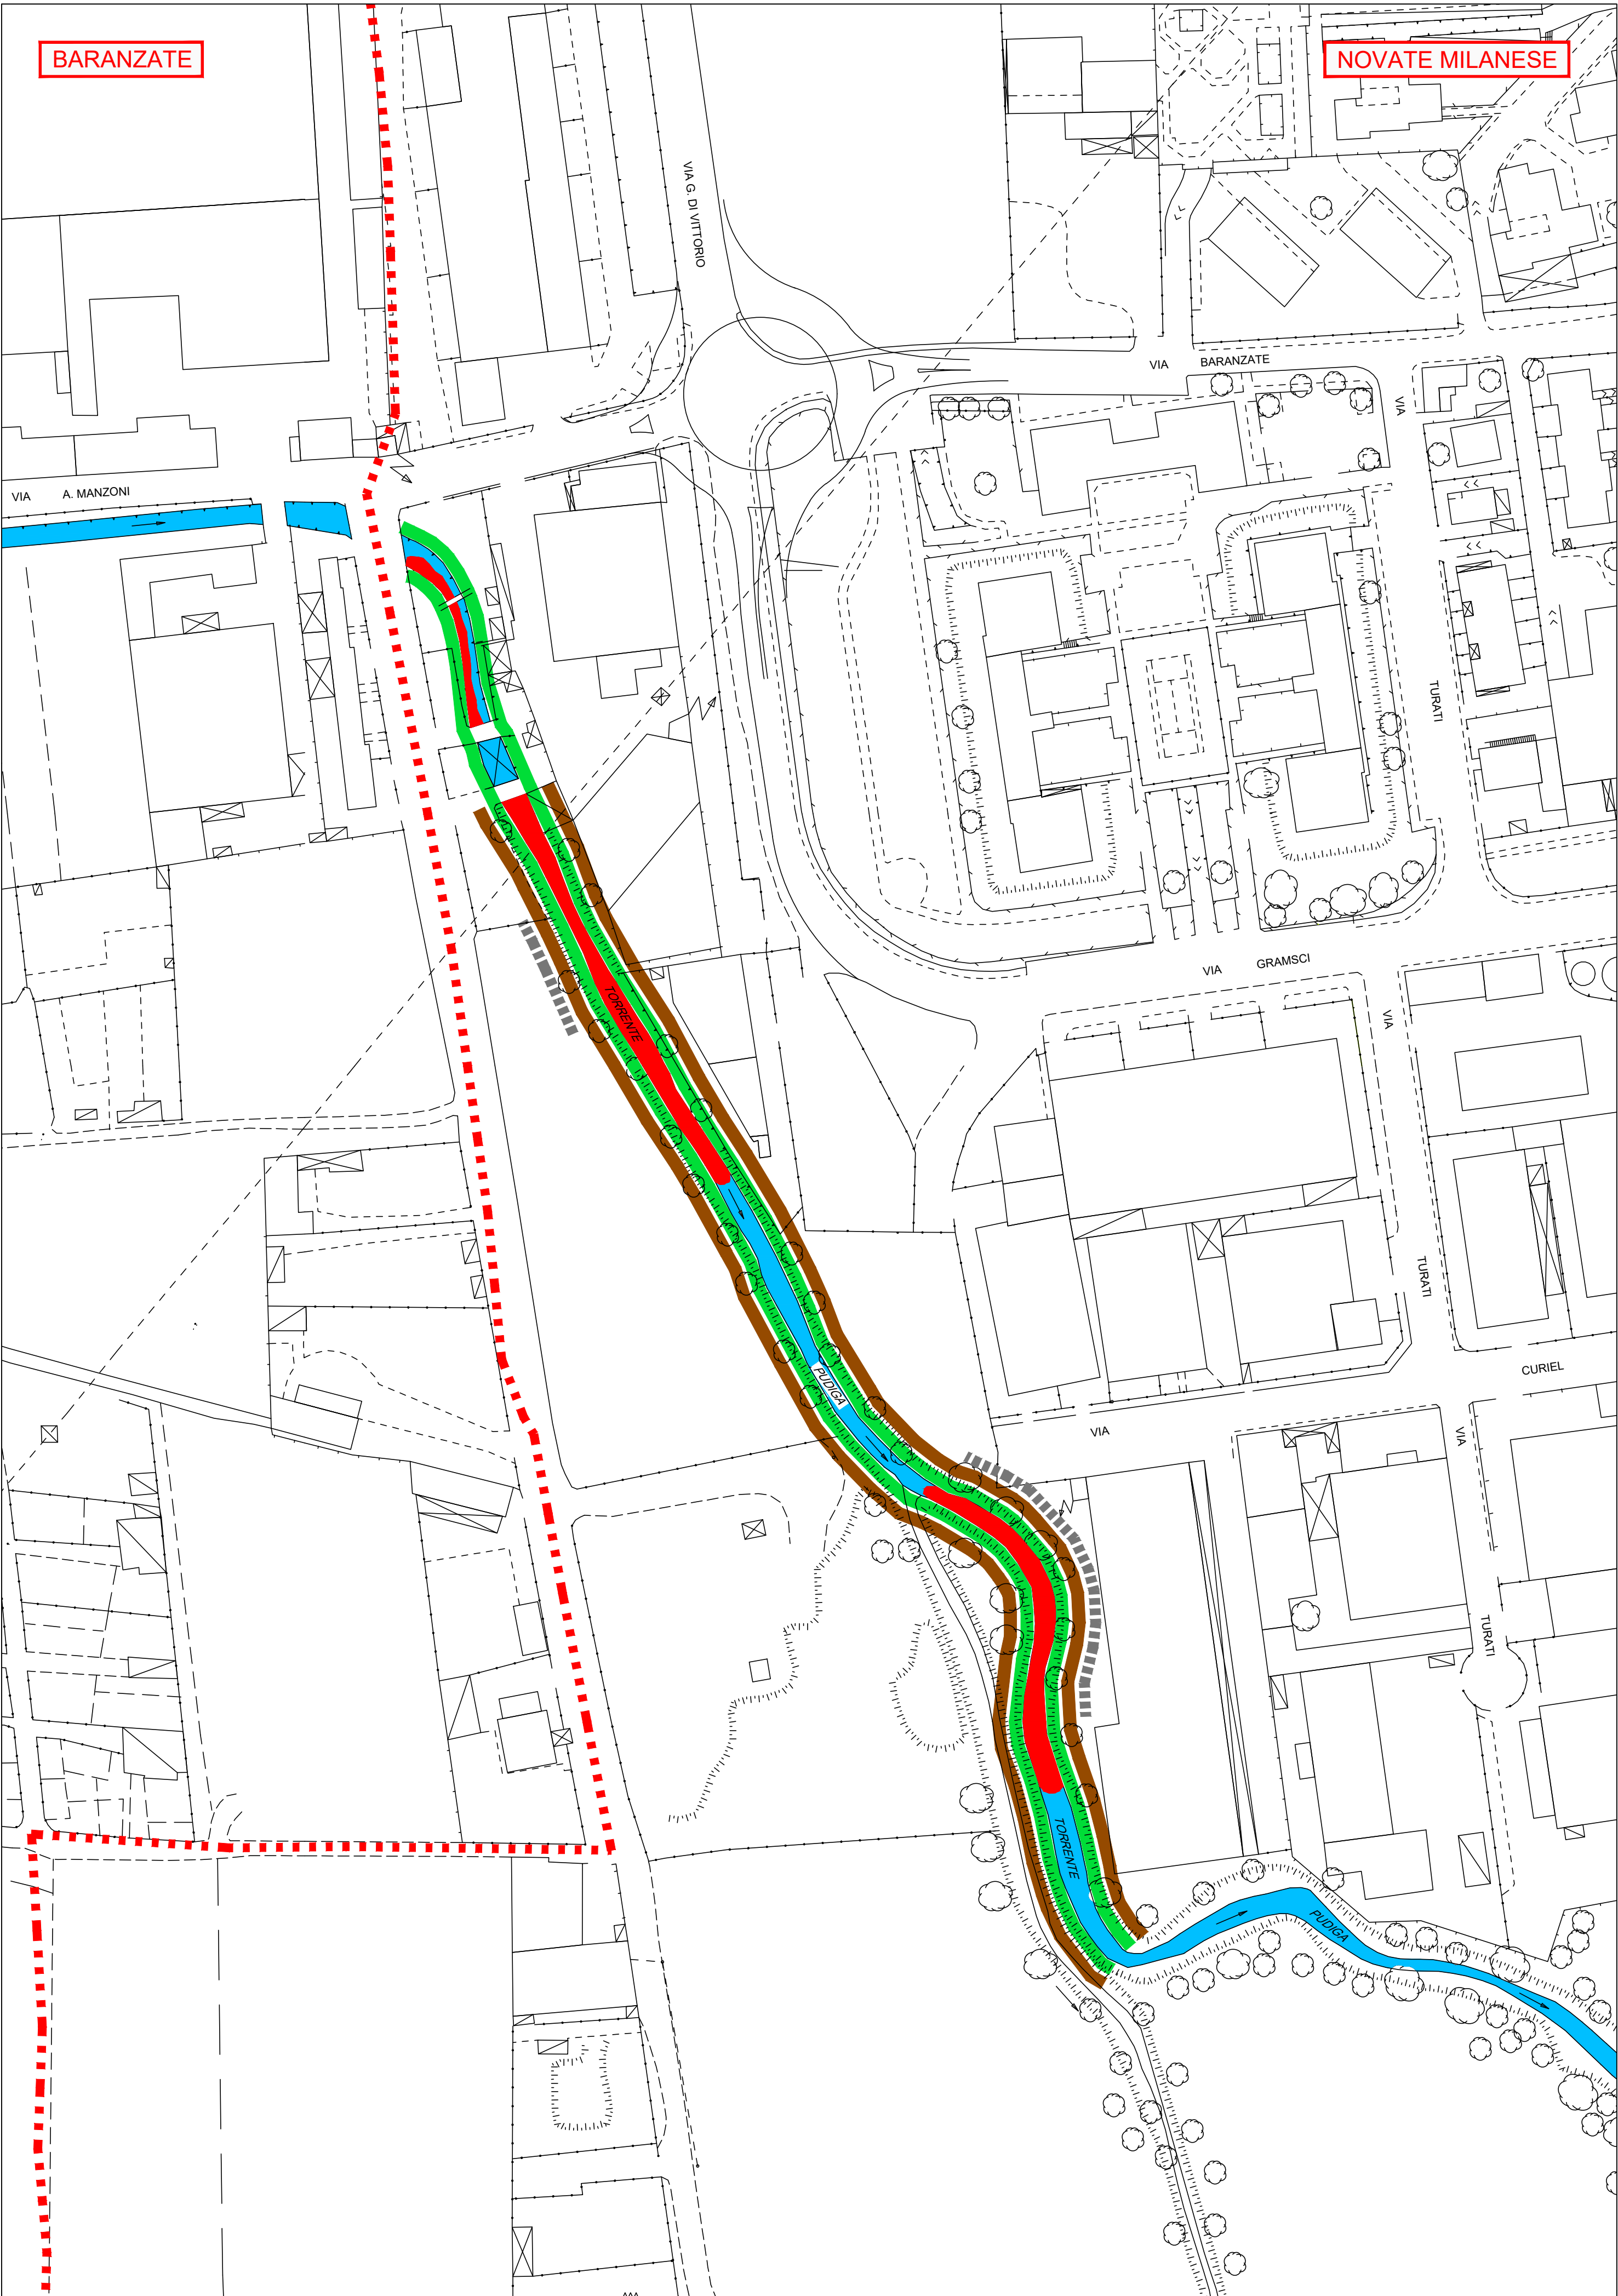 BARANZATE
NOVATE MILANESE
VIA G. DI VITTORIO
VIA BARANZATE
VIA
TURATI
VIA A. MANZONI
VIA GRAMSCI
TORRENTE
VIA
TURATI
PUDIGA
CURIEL
VIA
VIA
TURATI
TORRENTE
PUDIGA